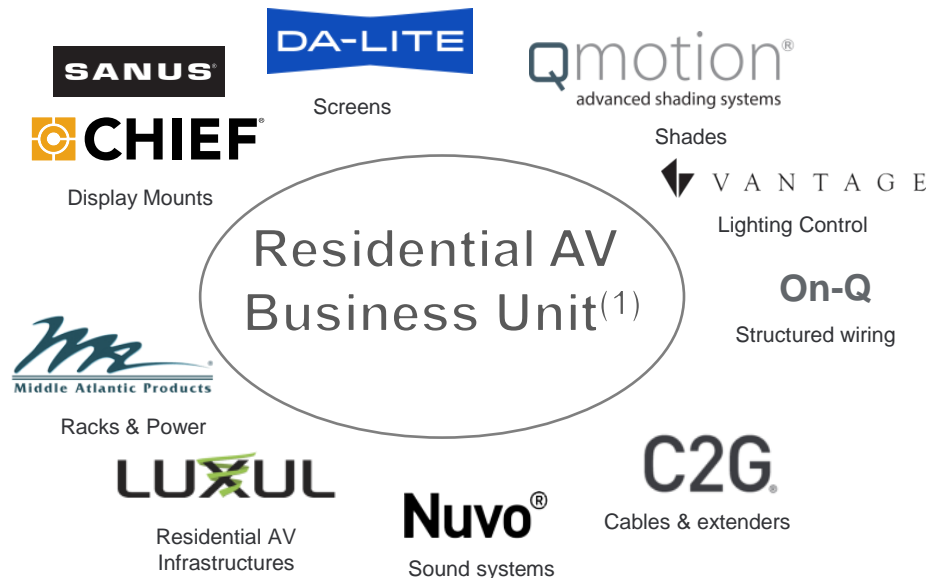 DA-LITE
Screens
SANUS®
CHIEF®
Display Mounts
Qmotion®
advanced shading systems
Shades
VANTAGE
Lighting Control
Residential AV
Business Unit(1)
On-Q
Structured wiring
Middle Atlantic Products
Racks & Power
LUXUL
Residential AV
Infrastructures
Nuvo®
Sound systems
C2G®
Cables & extenders